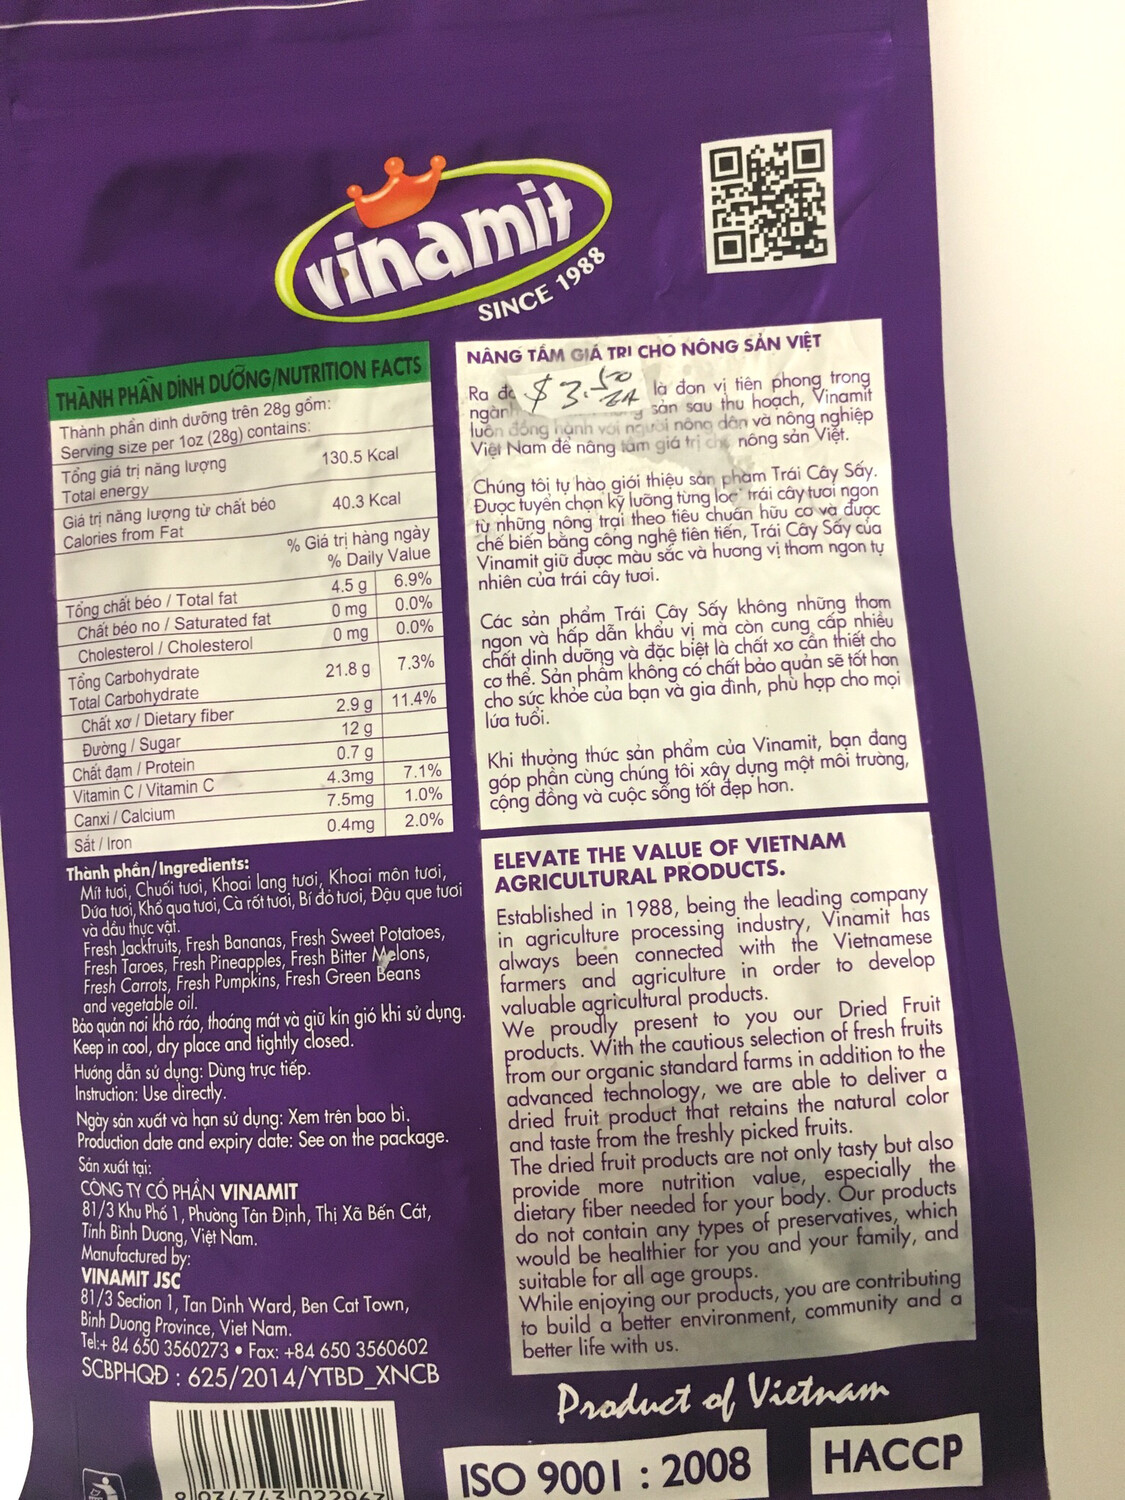 vinamit
SINCE 1988
THÀNH PHẦN DINH DƯỠNG/NUTRITION FACTS
Thành phần dinh dưỡng trên 28g gồm:
Serving size per 1oz (28g) contains:
Tổng giá trị năng lượng
Total energy 130.5 Kcal
Giá trị năng lượng từ chất béo
Calories from Fat 40.3 Kcal
% Giá trị hàng ngày
% Daily Value
Tổng chất béo / Total fat 4.5 g 6.9%
Chất béo no / Saturated fat 0 mg 0.0%
Cholesterol / Cholesterol 0 mg 0.0%
Tổng Carbohydrate
Total Carbohydrate 21.8 g 7.3%
Chất xơ / Dietary fiber 2.9 g 11.4%
Đường / Sugar 12 g
Chất đạm / Protein 0.7 g
Vitamin C / Vitamin C 4.3mg 7.1%
Canxi / Calcium 7.5mg 1.0%
Sắt / Iron 0.4mg 2.0%
Thành phần/Ingredients:
Mít tươi, Chuối tươi, Khoai lang tươi, Khoai môn tươi,
Dứa tươi, Khổ qua tươi, Cà rốt tươi, Bí đỏ tươi, Đậu que tươi
và dầu thực vật.
Fresh Jackfruits, Fresh Bananas, Fresh Sweet Potatoes,
Fresh Taroes, Fresh Pineapples, Fresh Bitter Melons,
Fresh Carrots, Fresh Pumpkins, Fresh Green Beans
and vegetable oil.
Bảo quản nơi khô ráo, thoáng mát và giữ kín gió khi sử dụng.
Keep in cool, dry place and tightly closed.
Hướng dẫn sử dụng: Dùng trực tiếp.
Instruction: Use directly.
Ngày sản xuất và hạn sử dụng: Xem trên bao bì.
Production date and expiry date: See on the package.
Sản xuất tại:
CÔNG TY CỔ PHẦN VINAMIT
81/3 Khu Phố 1, Phường Tân Định, Thị Xã Bến Cát,
Tỉnh Bình Dương, Việt Nam.
Manufactured by:
VINAMIT JSC
81/3 Section 1, Tan Dinh Ward, Ben Cat Town,
Binh Duong Province, Viet Nam.
Tel:+ 84 650 3560273 • Fax: +84 650 3560602
SCBPHQĐ : 625/2014/YTBD_XNCB
NÂNG TẦM GIÁ TRỊ CHO NÔNG SẢN VIỆT
Ra $ 3.50 EA là đơn vị tiên phong trong
ngành sản sau thu hoạch, Vinamit
luôn đồng hành với người nông dân và nông nghiệp
Việt Nam để nâng tầm giá trị cho nông sản Việt.
Chúng tôi tự hào giới thiệu sản phẩm Trái Cây Sấy.
Được tuyển chọn kỹ lưỡng từng loại trái cây tươi ngon
từ những nông trại theo tiêu chuẩn hữu cơ và được
chế biến bằng công nghệ tiên tiến, Trái Cây Sấy của
Vinamit giữ được màu sắc và hương vị thơm ngon tự
nhiên của trái cây tươi.
Các sản phẩm Trái Cây Sấy không những thơm
ngon và hấp dẫn khẩu vị mà còn cung cấp nhiều
chất dinh dưỡng và đặc biệt là chất xơ cần thiết cho
cơ thể. Sản phẩm không có chất bảo quản sẽ tốt hơn
cho sức khỏe của bạn và gia đình, phù hợp cho mọi
lứa tuổi.
Khi thưởng thức sản phẩm của Vinamit, bạn đang
góp phần cùng chúng tôi xây dựng một môi trường,
cộng đồng và cuộc sống tốt đẹp hơn.
ELEVATE THE VALUE OF VIETNAM
AGRICULTURAL PRODUCTS.
Established in 1988, being the leading company
in agriculture processing industry, Vinamit has
always been connected with the Vietnamese
farmers and agriculture in order to develop
valuable agricultural products.
We proudly present to you our Dried Fruit
products. With the cautious selection of fresh fruits
from our organic standard farms in addition to the
advanced technology, we are able to deliver a
dried fruit product that retains the natural color
and taste from the freshly picked fruits.
The dried fruit products are not only tasty but also
provide more nutrition value, especially the
dietary fiber needed for your body. Our products
do not contain any types of preservatives, which
would be healthier for you and your family, and
suitable for all age groups.
While enjoying our products, you are contributing
to build a better environment, community and a
better life with us.
Product of Vietnam
ISO 9001 : 2008
HACCP
8 934743 022967